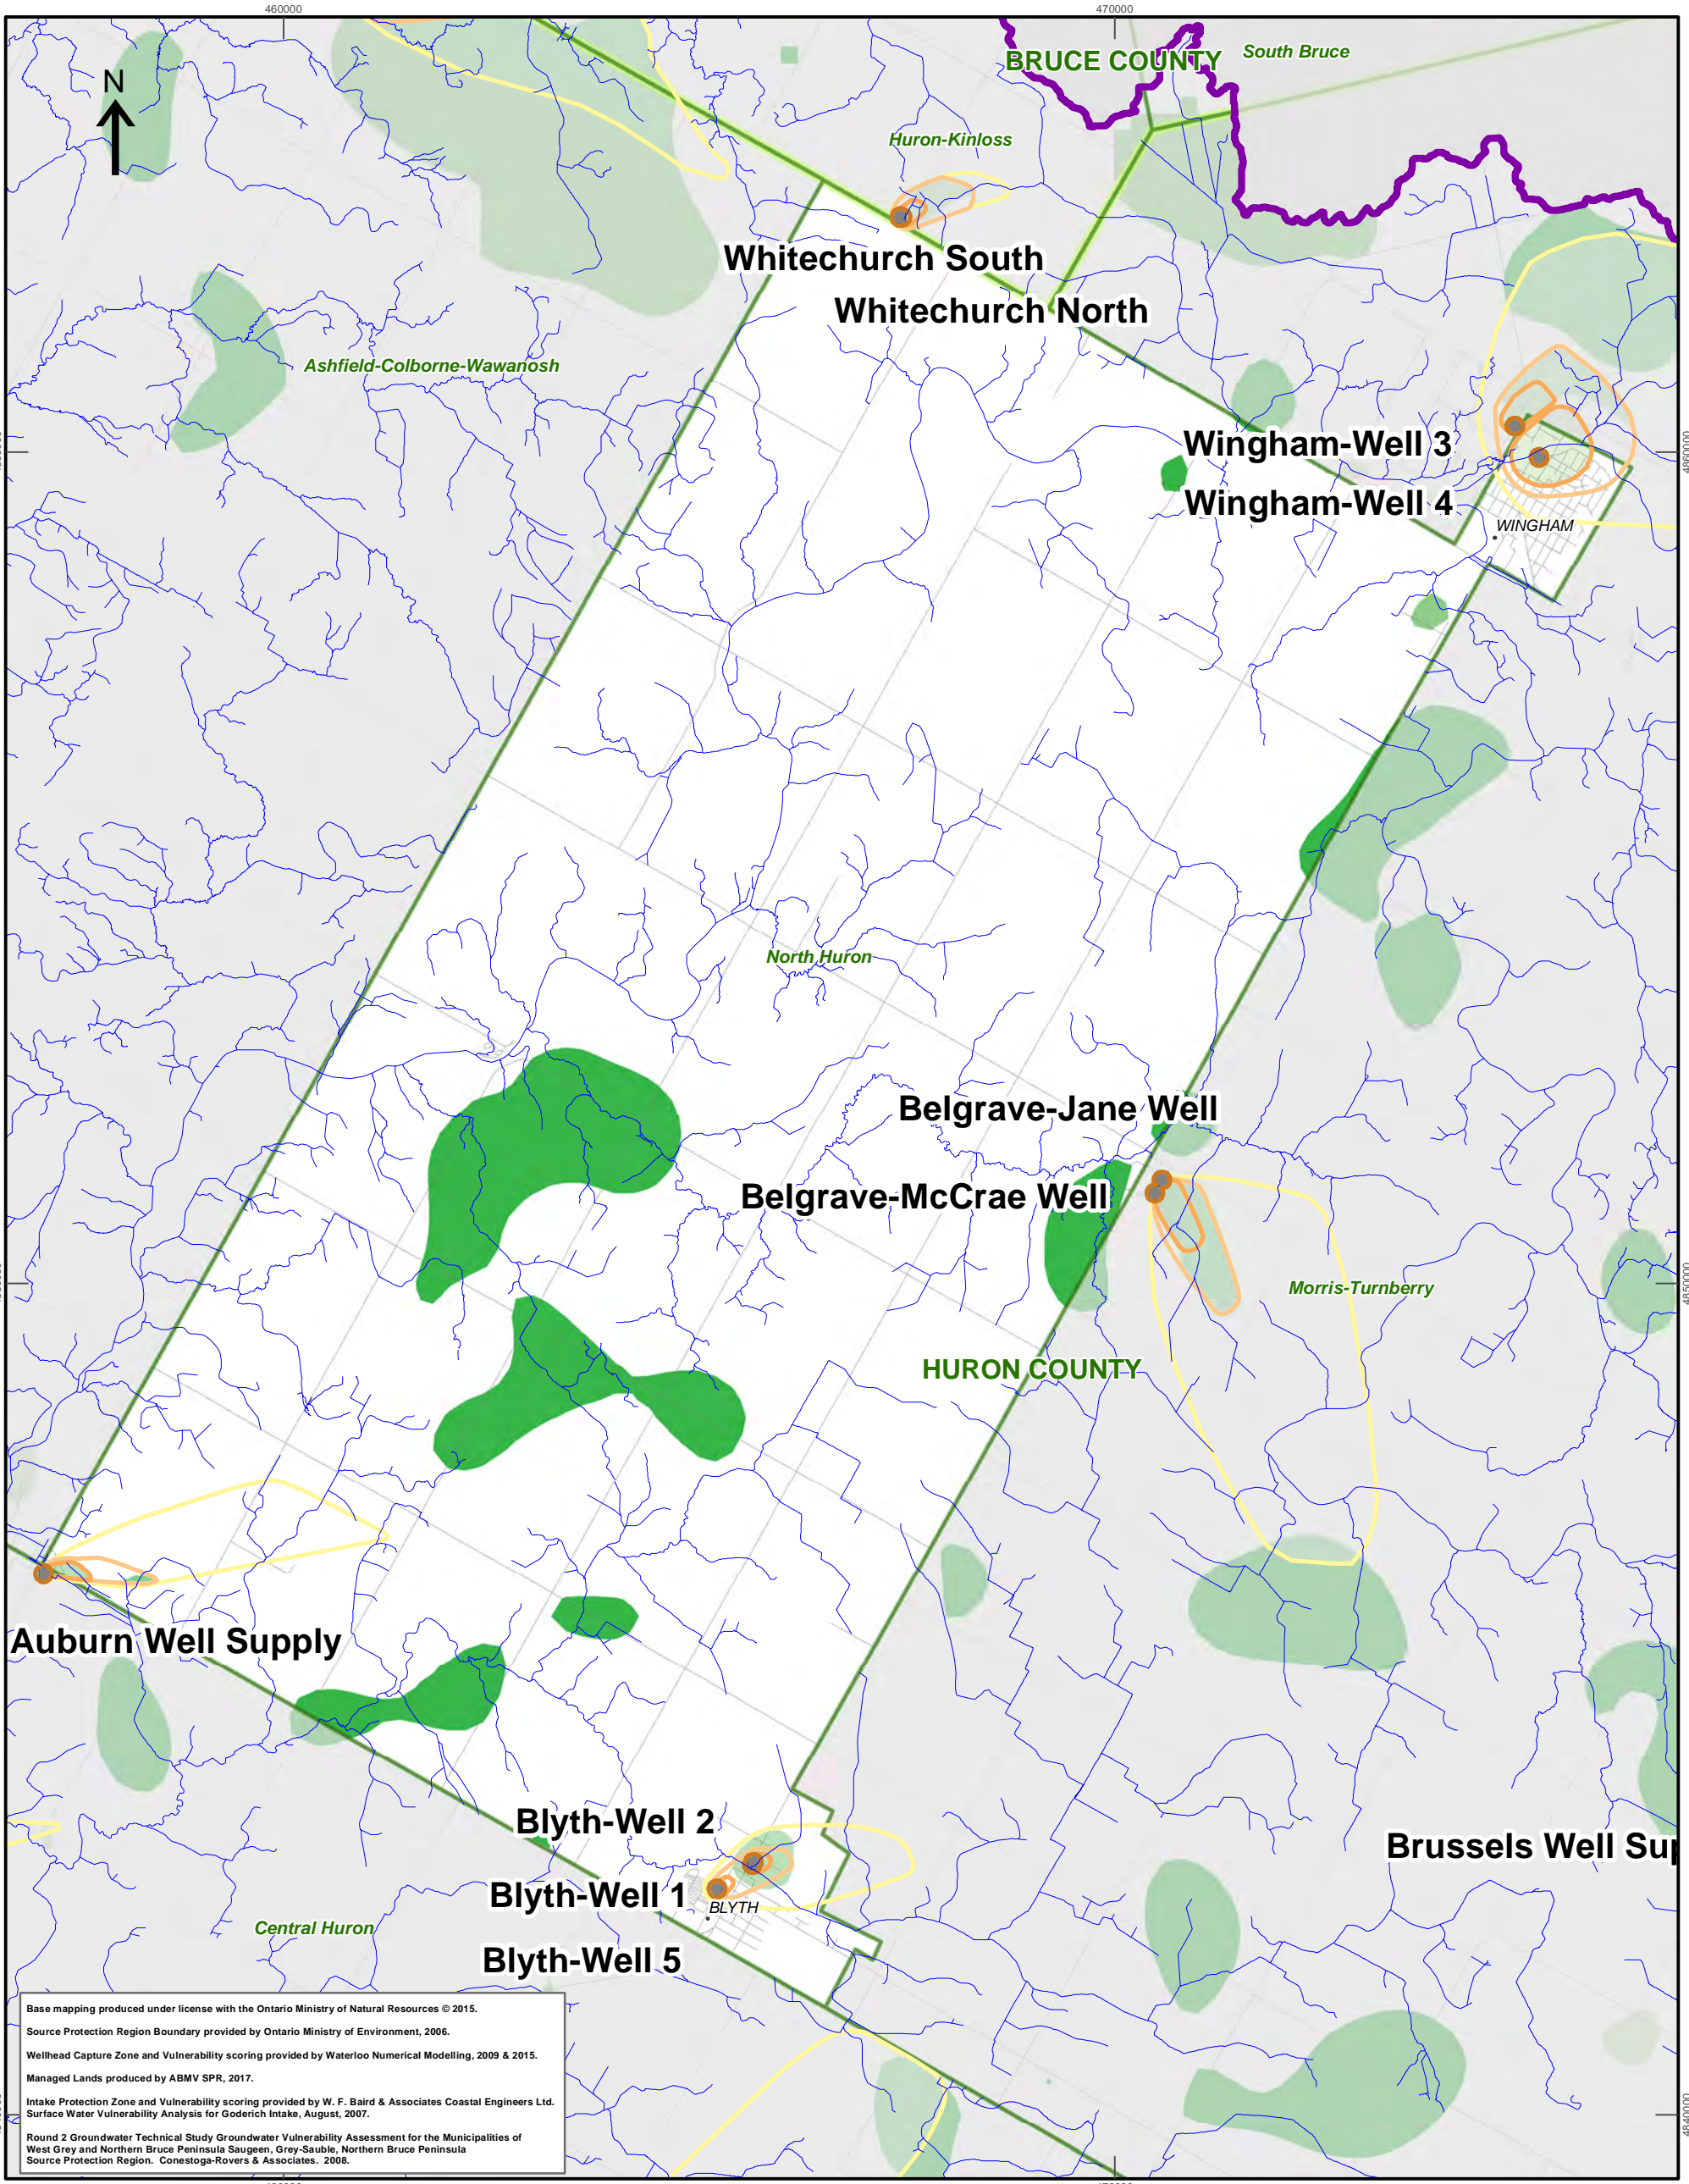 460000
470000
N
BRUCE COUNTY
South Bruce
Huron-Kinloss
Whitechurch South
Whitechurch North
Ashfield-Colborne-Wawanosh
Wingham-Well 3
4860000
Wingham-Well 4
WINGHAM
North Huron
Belgrave-Jane Well
Belgrave-McCrae Well
Morris-Turnberry
4850000
HURON COUNTY
Auburn Well Supply
Blyth-Well 2
Brussels Well Sup
Blyth-Well 1
BLYTH
Central Huron
Blyth-Well 5
Base mapping produced under license with the Ontario Ministry of Natural Resources © 2015.
Source Protection Region Boundary provided by Ontario Ministry of Environment, 2006.
Wellhead Capture Zone and Vulnerability scoring provided by Waterloo Numerical Modelling, 2009 & 2015.
Managed Lands produced by ABMV SPR, 2017.
Intake Protection Zone and Vulnerability scoring provided by W. F. Baird & Associates Coastal Engineers Ltd.
Surface Water Vulnerability Analysis for Goderich Intake, August, 2007.
Round 2 Groundwater Technical Study Groundwater Vulnerability Assessment for the Municipalities of
West Grey and Northern Bruce Peninsula Saugeen, Grey-Sauble, Northern Bruce Peninsula
Source Protection Region. Conestoga-Rovers & Associates. 2008.
4840000